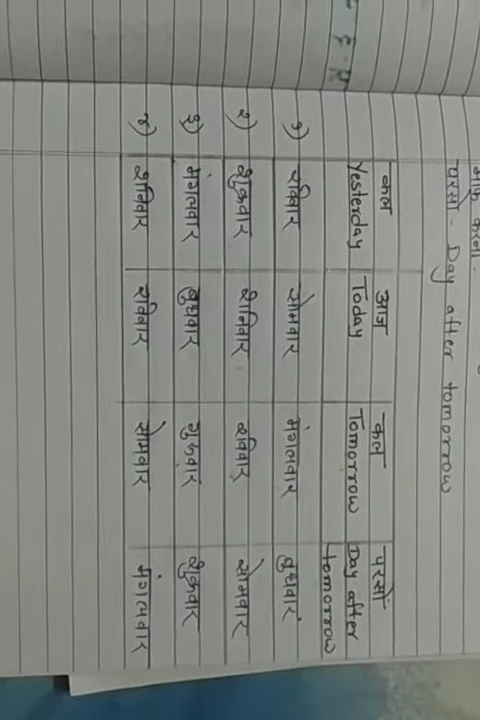 माफ करना -
परसों - Day after tomorrow
कल आज कल परसों
Yesterday Today Tomorrow Day after
tomorrow
१) रविवार सोमवार मंगलवार बुधवार
२) शुक्रवार शनिवार रविवार सोमवार
३) मंगलवार बुधवार गुरुवार शुक्रवार
४) शनिवार रविवार सोमवार मंगलवार